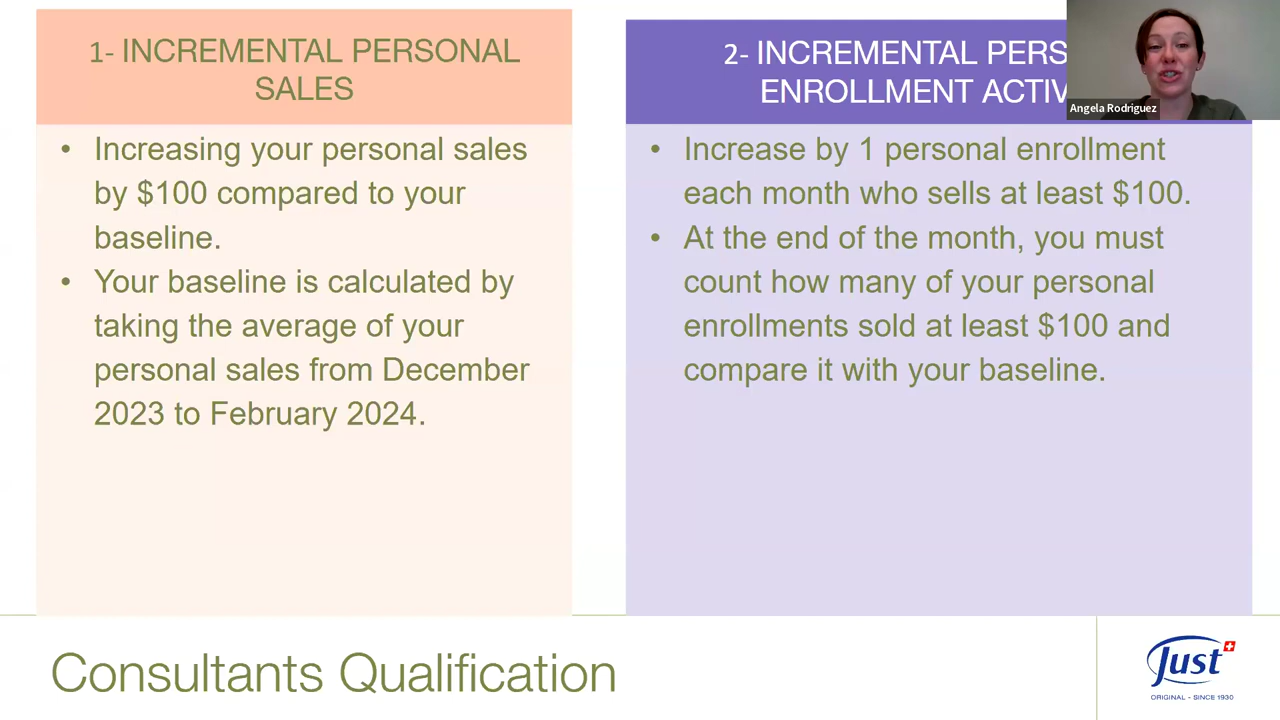 1- INCREMENTAL PERSONAL
SALES
• Increasing your personal sales
by $100 compared to your
baseline.
• Your baseline is calculated by
taking the average of your
personal sales from December
2023 to February 2024.
2- INCREMENTAL PERS
ENROLLMENT ACTIV
• Increase by 1 personal enrollment
each month who sells at least $100.
• At the end of the month, you must
count how many of your personal
enrollments sold at least $100 and
compare it with your baseline.
Angela Rodriguez
Consultants Qualification
Just
ORIGINAL - SINCE 1930